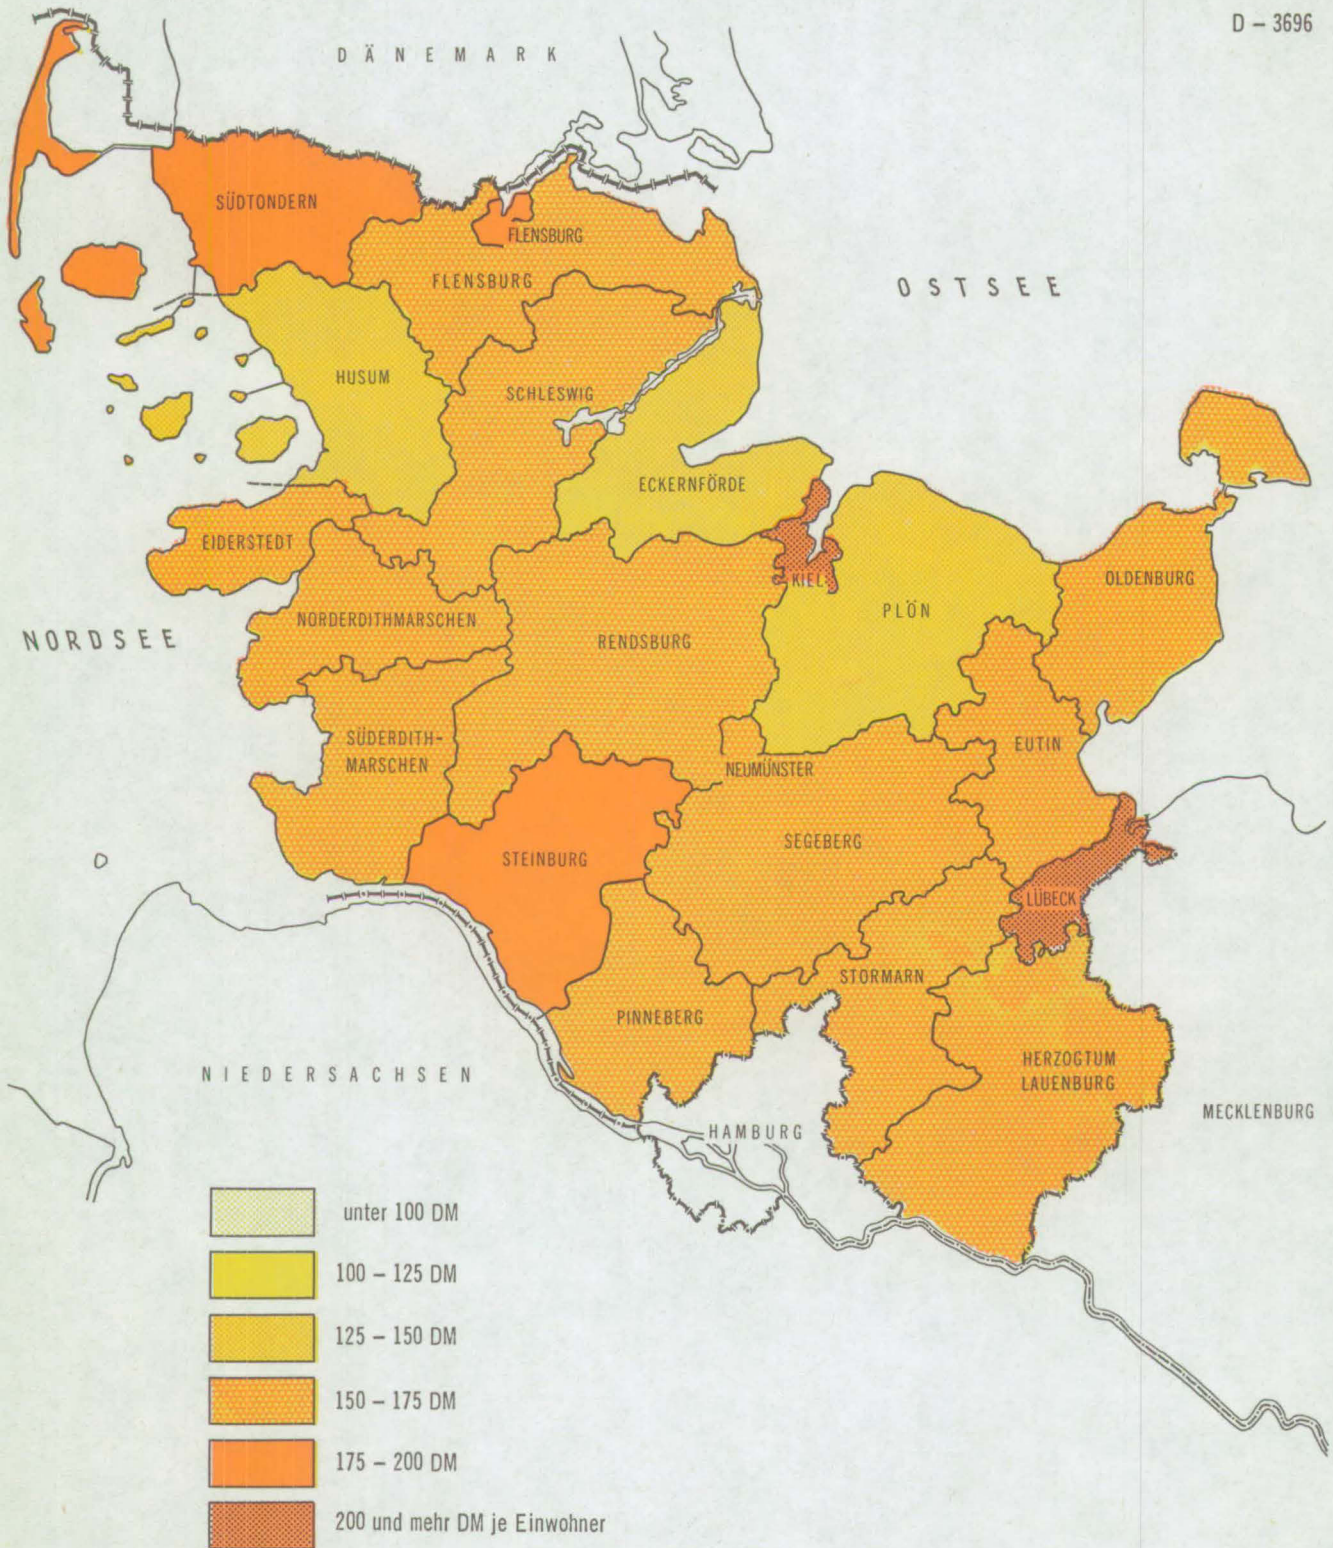 D – 3696
DÄNEMARK
SÜDTONDERN
FLENSBURG
FLENSBURG
OSTSEE
HUSUM
SCHLESWIG
ECKERNFÖRDE
EIDERSTEDT
KIEL
OLDENBURG
PLÖN
NORDERDITHMARSCHEN
NORDSEE
RENDSBURG
SÜDERDITH-
MARSCHEN
EUTIN
NEUMÜNSTER
SEGEBERG
STEINBURG
LÜBECK
STORMARN
PINNEBERG
HERZOGTUM
LAUENBURG
NIEDERSACHSEN
MECKLENBURG
HAMBURG
unter 100 DM
100 – 125 DM
125 – 150 DM
150 – 175 DM
175 – 200 DM
200 und mehr DM je Einwohner